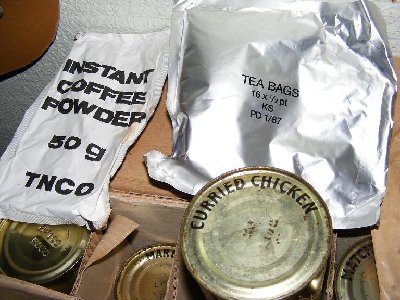 INSTANT
COFFEE
POWDER
50 g
TNCO
TEA BAGS
16 x ½ pt
KS
PD 1/87
CURRIED CHICKEN